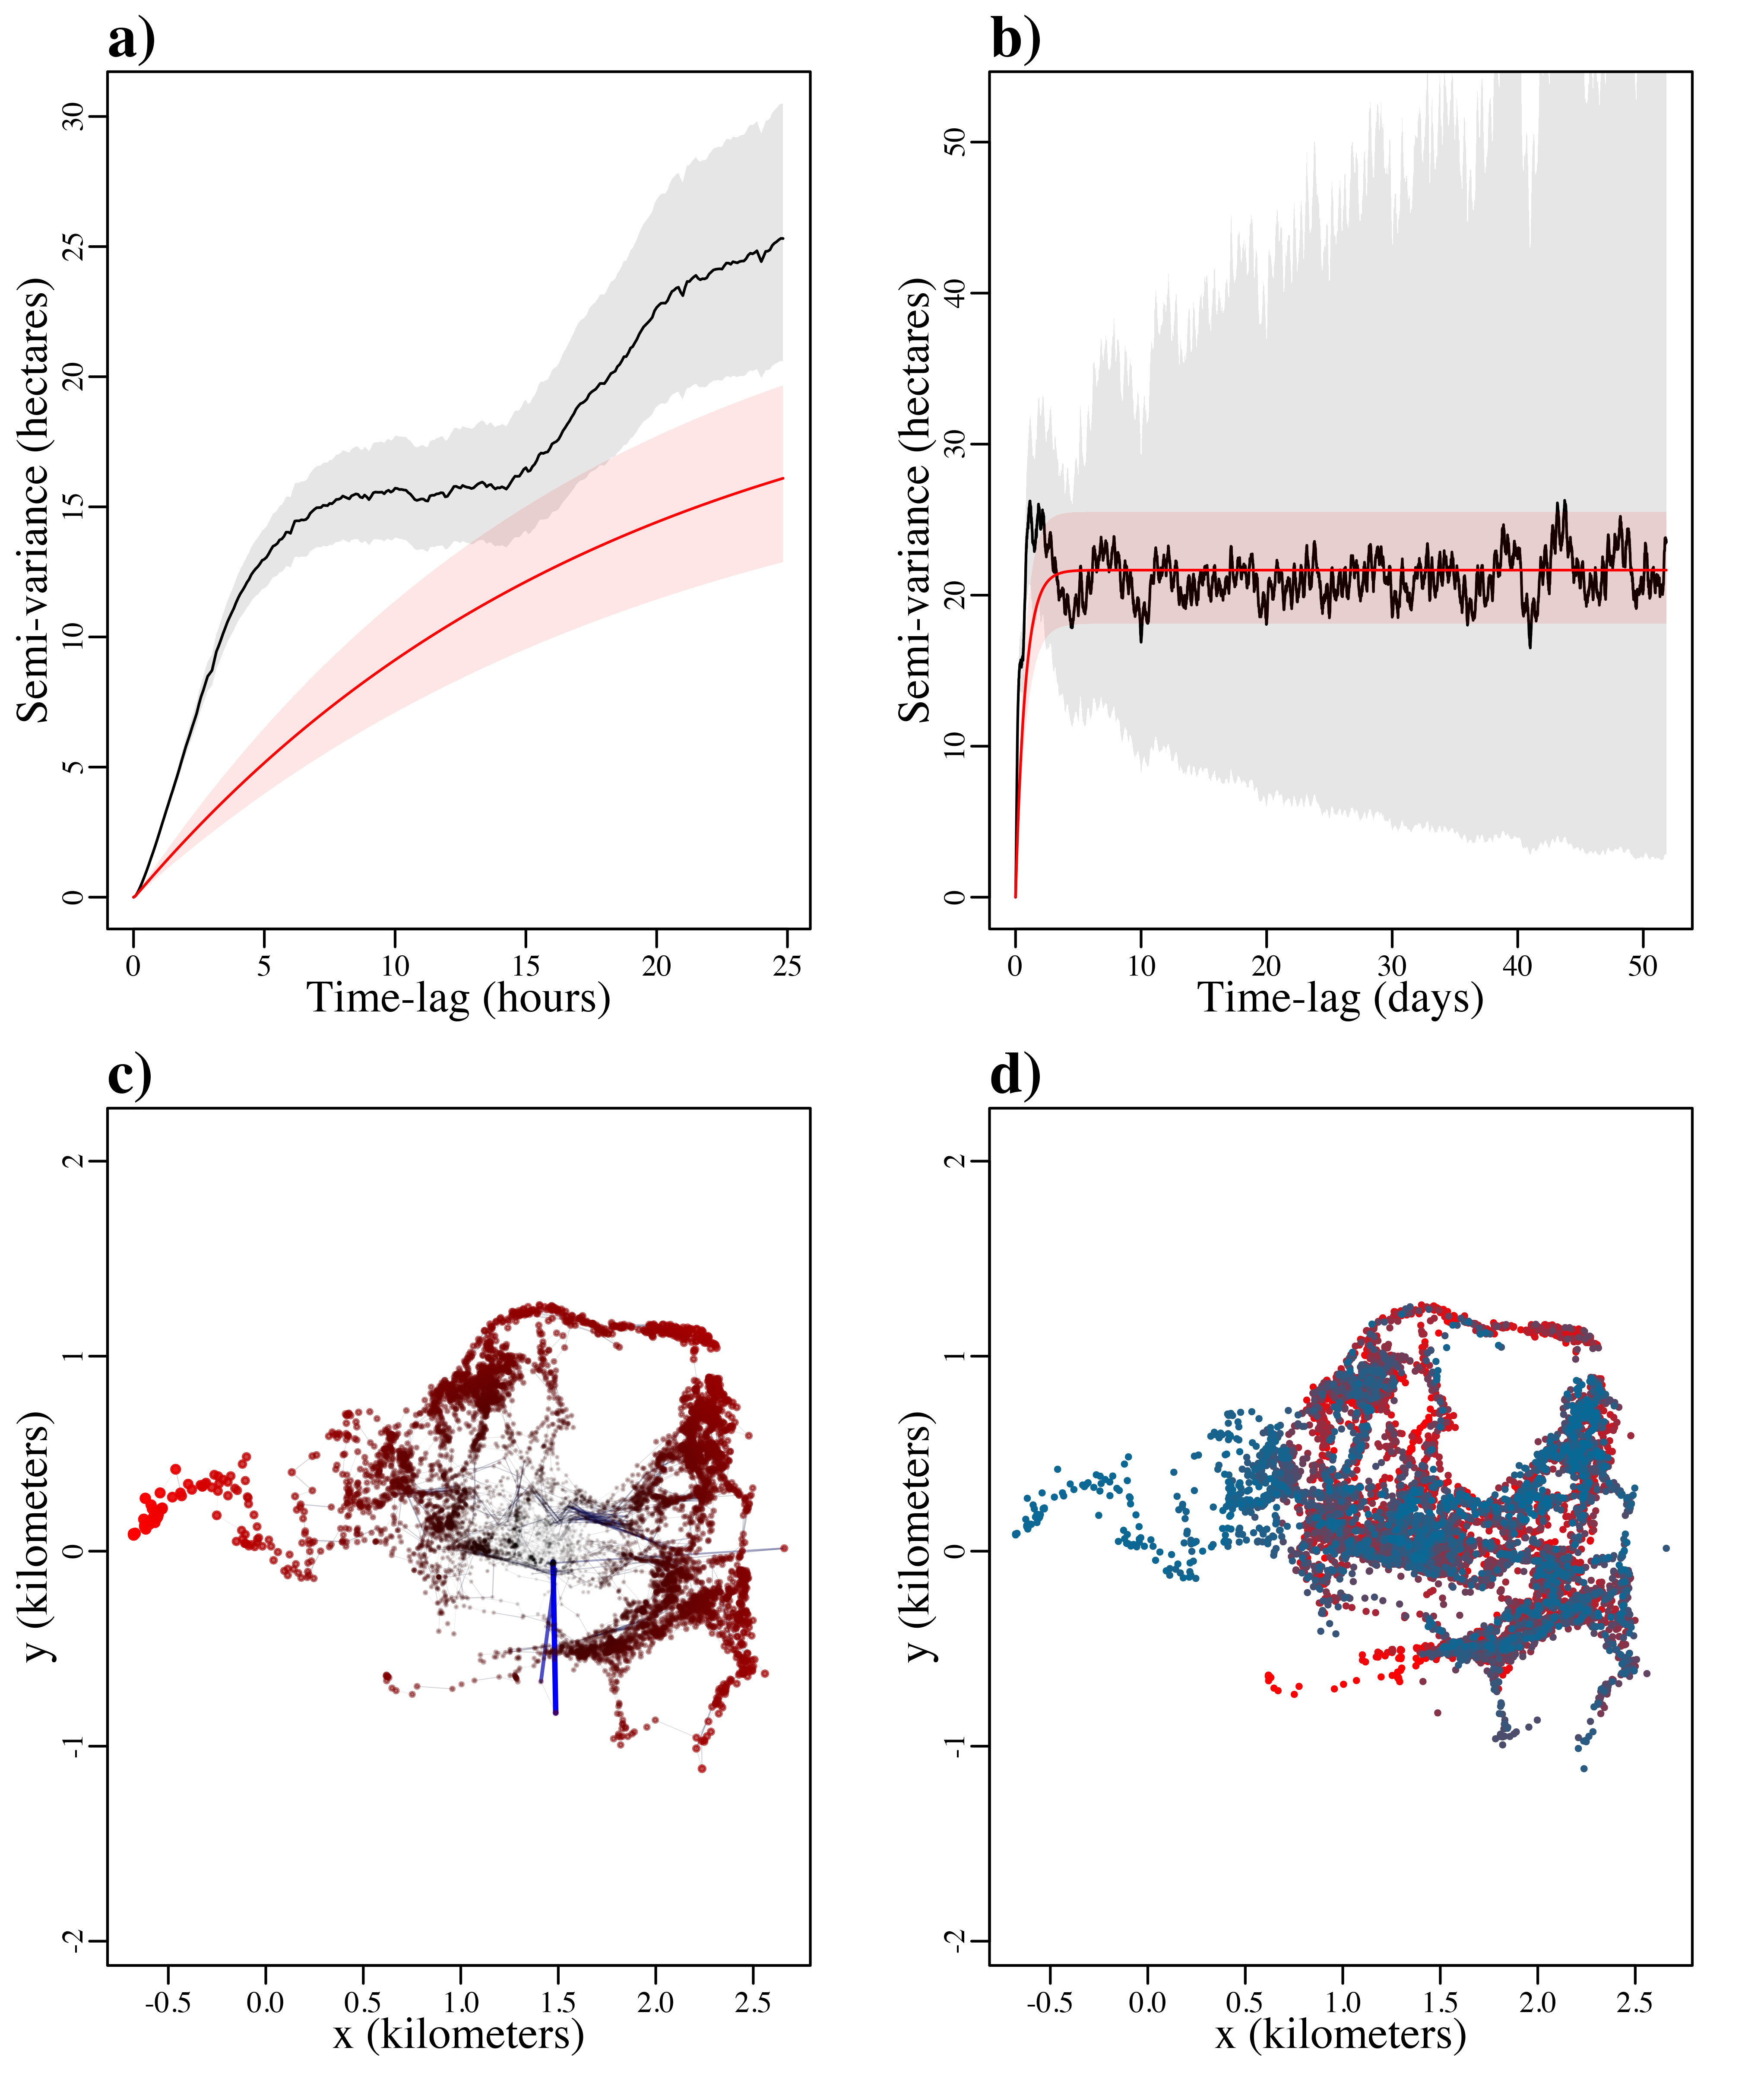 a)
b)
Semi-variance (hectares)
30
25
20
15
10
5
0
0 5 10 15 20 25
Time-lag (hours)
Semi-variance (hectares)
50
40
30
20
10
0
0 10 20 30 40 50
Time-lag (days)
c)
d)
y (kilometers)
2
1
0
-1
-2
-0.5 0.0 0.5 1.0 1.5 2.0 2.5
x (kilometers)
y (kilometers)
2
1
0
-1
-2
-0.5 0.0 0.5 1.0 1.5 2.0 2.5
x (kilometers)